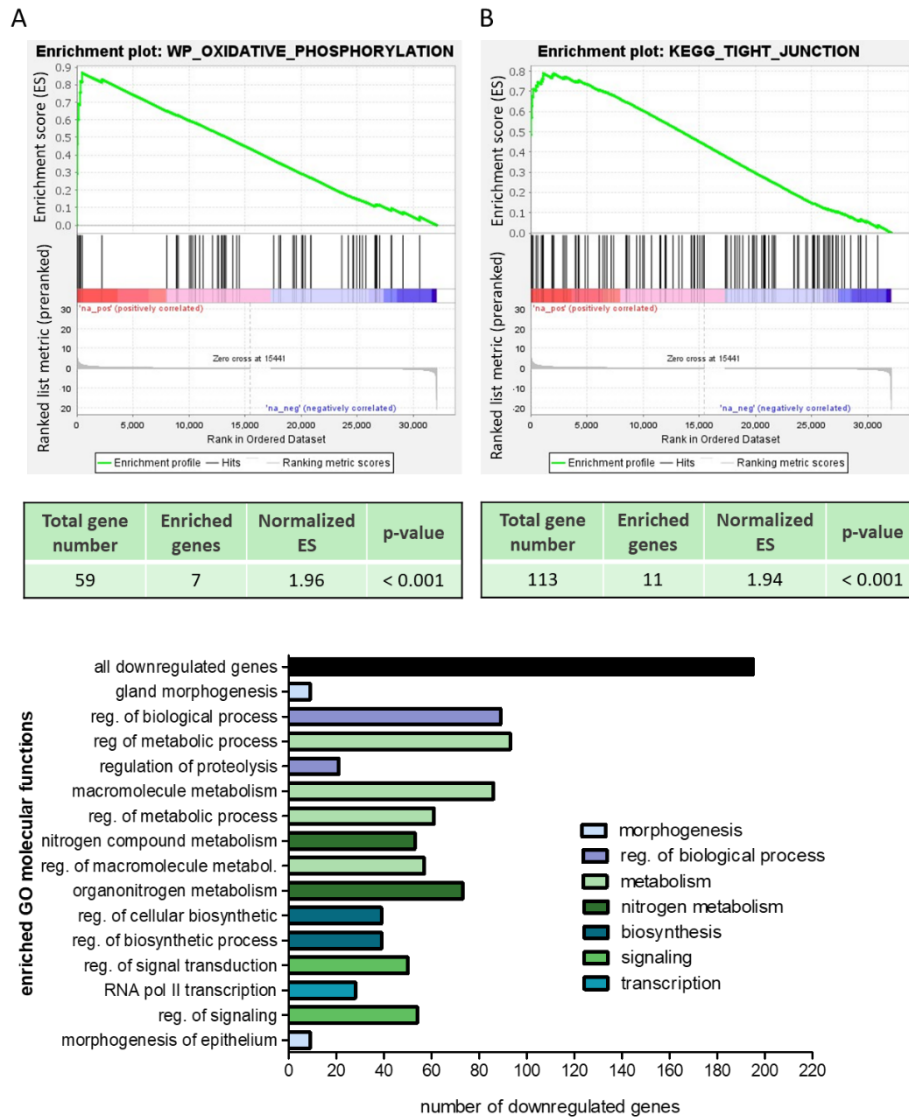 A
Enrichment plot: WP_OXIDATIVE_PHOSPHORYLATION
Enrichment score (ES)
0.9
0.8
0.7
0.6
0.5
0.4
0.3
0.2
0.1
0.0
Ranked list metric (preranked)
'na_pos' (positively correlated)
30
20
10
0
-10
-20
Zero cross at 15441
'na_neg' (negatively correlated)
0 5,000 10,000 15,000 20,000 25,000 30,000
Rank in Ordered Dataset
Enrichment profile Hits Ranking metric scores
Total gene number Enriched genes Normalized ES p-value
59 7 1.96 < 0.001
B
Enrichment plot: KEGG_TIGHT_JUNCTION
Enrichment score (ES)
0.8
0.7
0.6
0.5
0.4
0.3
0.2
0.1
0.0
Ranked list metric (preranked)
'na_pos' (positively correlated)
30
20
10
0
-10
-20
Zero cross at 15441
'na_neg' (negatively correlated)
0 5,000 10,000 15,000 20,000 25,000 30,000
Rank in Ordered Dataset
Enrichment profile Hits Ranking metric scores
Total gene number Enriched genes Normalized ES p-value
113 11 1.94 < 0.001
enriched GO molecular functions
all downregulated genes
gland morphogenesis
reg. of biological process
reg of metabolic process
regulation of proteolysis
macromolecule metabolism
reg. of metabolic process
nitrogen compound metabolism
reg. of macromolecule metabol.
organonitrogen metabolism
reg. of cellular biosynthetic
reg. of biosynthetic process
reg. of signal transduction
RNA pol II transcription
reg. of signaling
morphogenesis of epithelium
morphogenesis
reg. of biological process
metabolism
nitrogen metabolism
biosynthesis
signaling
transcription
0 20 40 60 80 100 120 140 160 180 200 220
number of downregulated genes